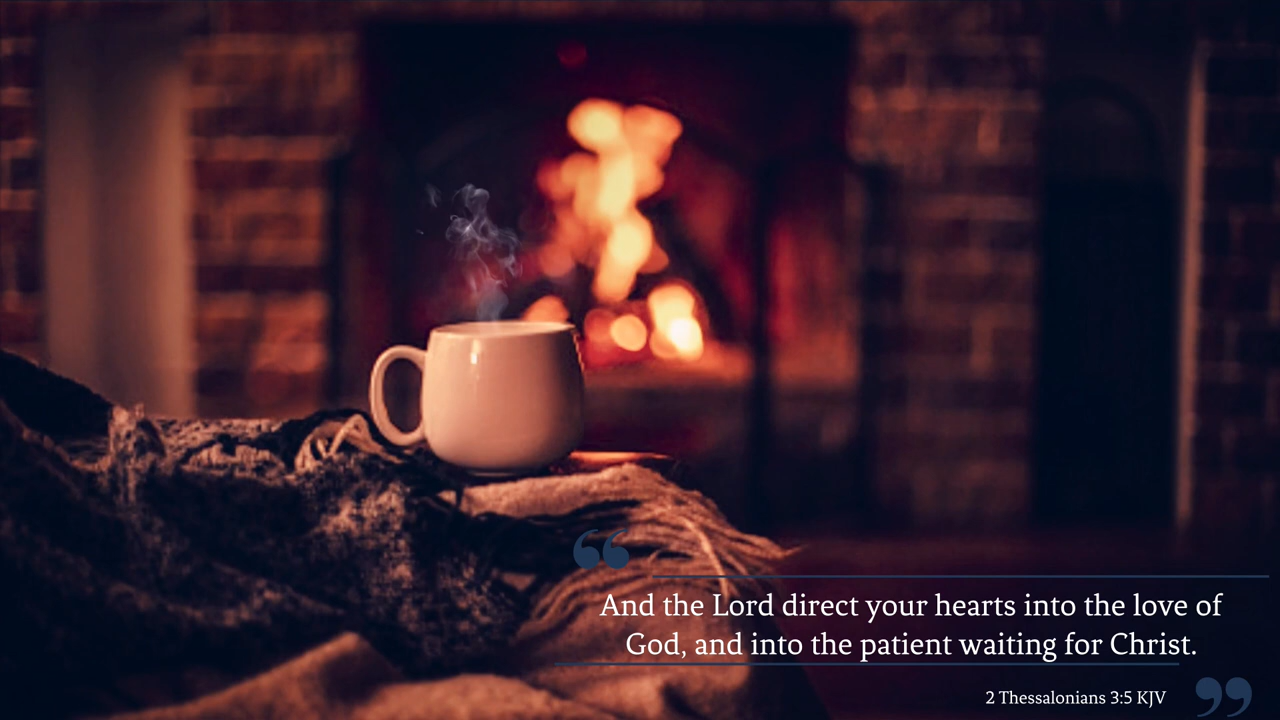 “
And the Lord direct your hearts into the love of
God, and into the patient waiting for Christ.
2 Thessalonians 3:5 KJV
”